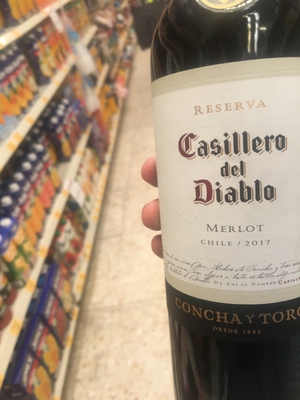 RESERVA
Casillero
del
Diablo
MERLOT
CHILE / 2017
CONCHA Y TORO
DESDE 1883